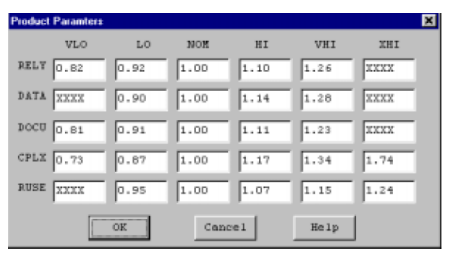 Product Paramters
VLO LO NOM HI VHI XHI
RELY 0.82 0.92 1.00 1.10 1.26 XXXX
DATA XXXX 0.90 1.00 1.14 1.28 XXXX
DOCU 0.81 0.91 1.00 1.11 1.23 XXXX
CPLX 0.73 0.87 1.00 1.17 1.34 1.74
RUSE XXXX 0.95 1.00 1.07 1.15 1.24
OK Cancel Help